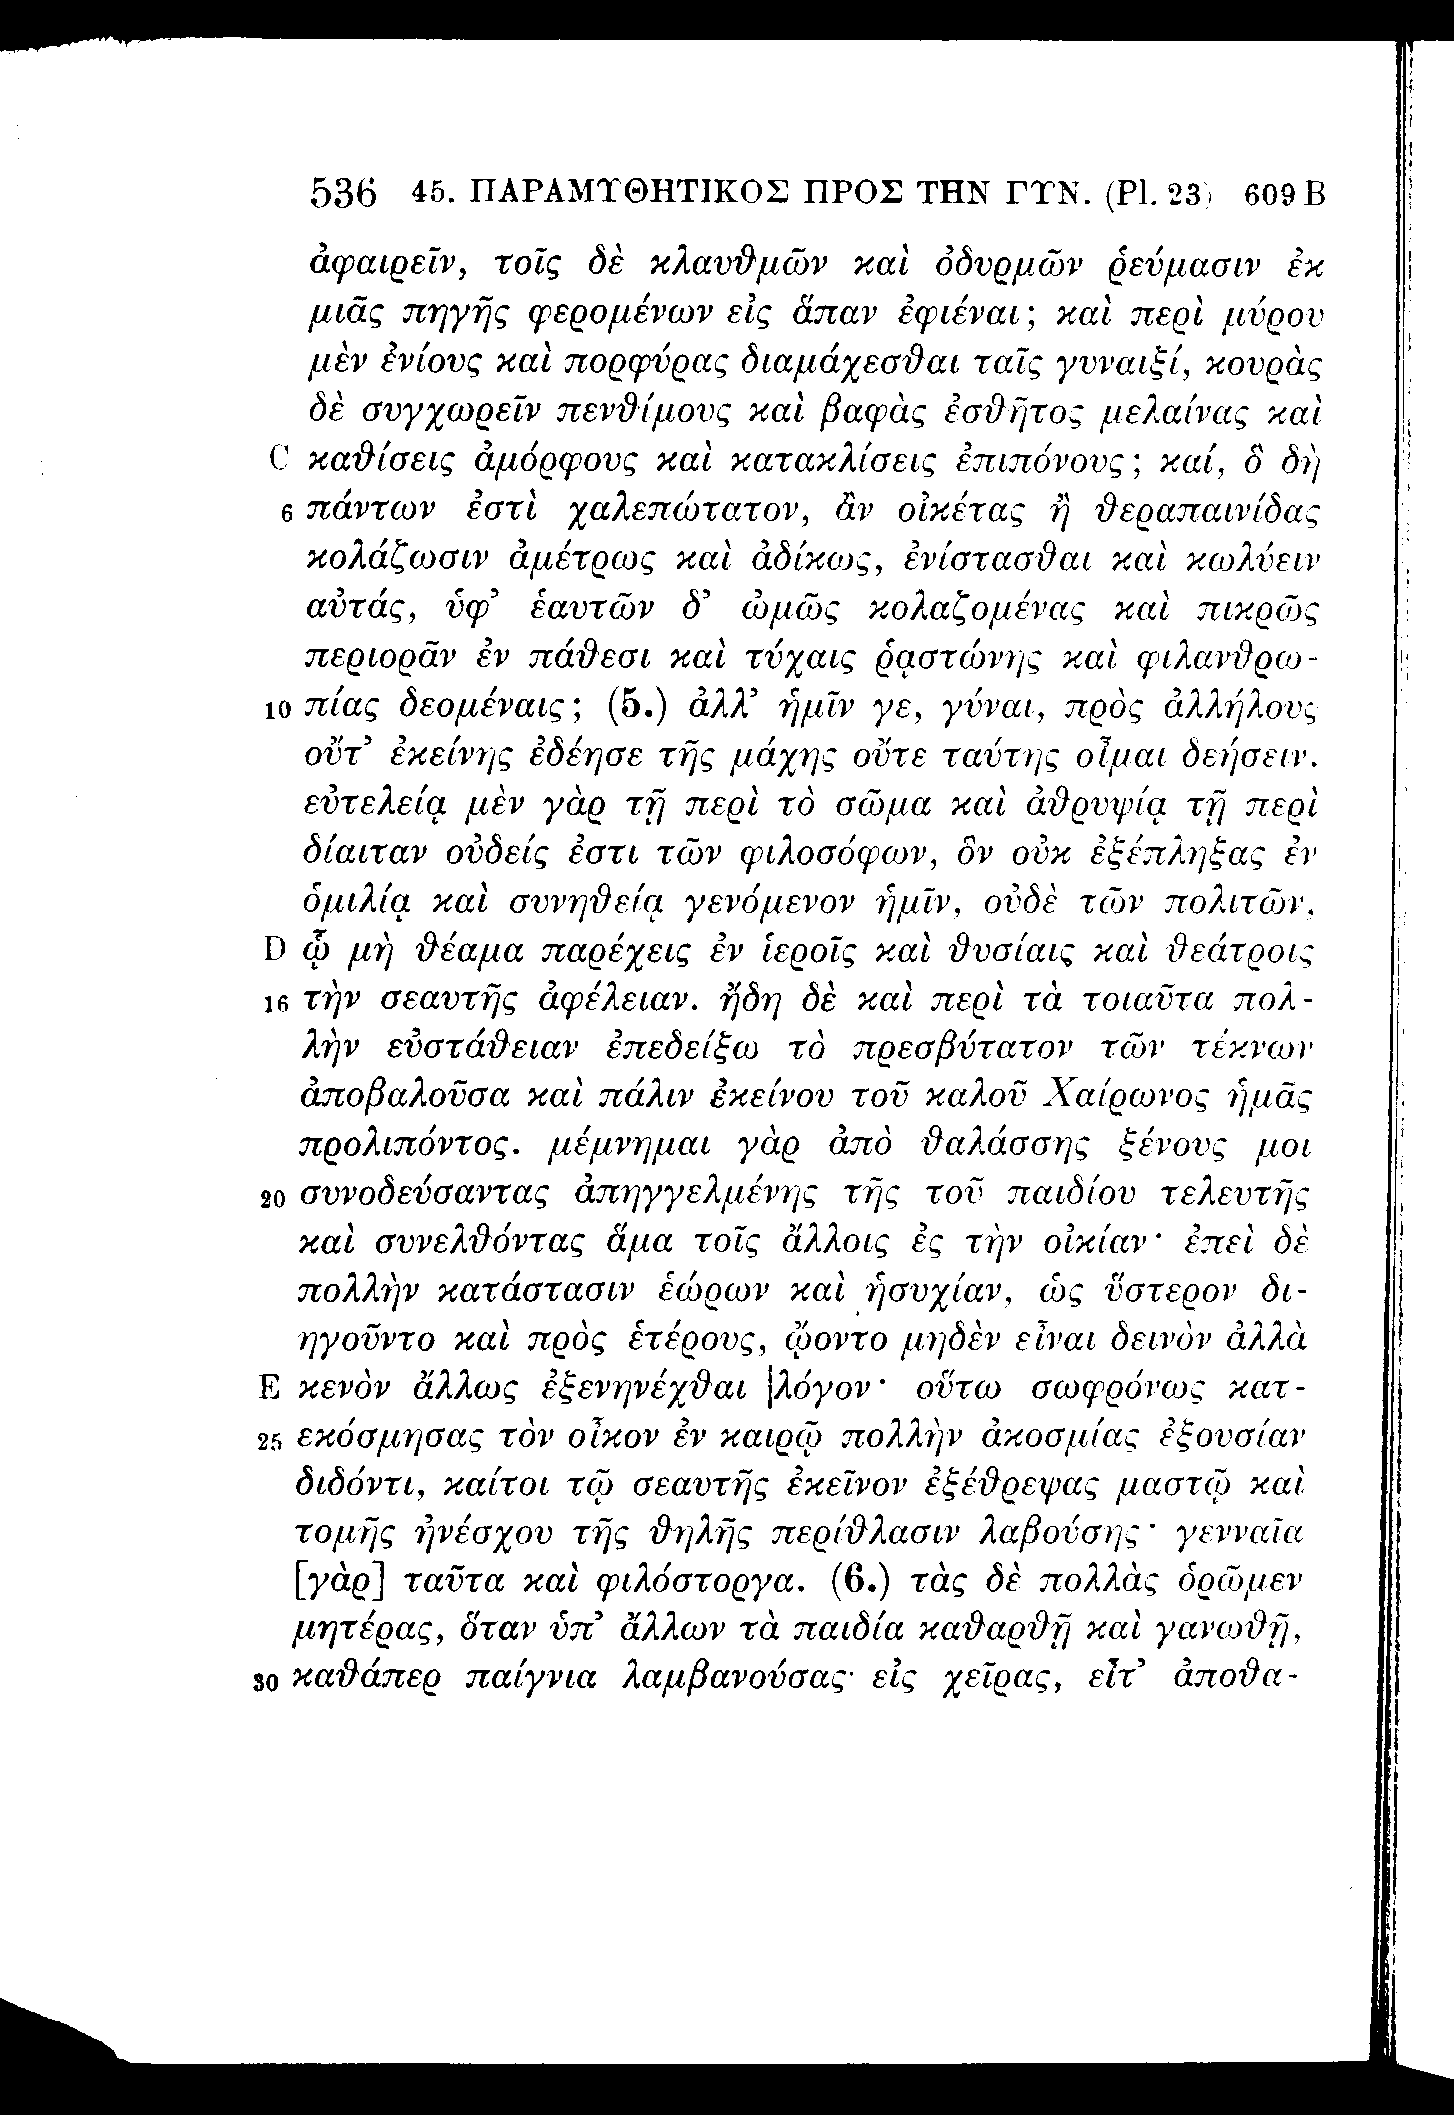 536 45. ΠΑΡΑΜΥΘΗΤΙΚΟΣ ΠΡΟΣ ΤΗΝ ΓΥΝ. (Pl. 23) 609 B
ἀφαιρεῖν, τοῖς δὲ κλαυθμῶν καὶ ὀδυρμῶν ῥεύμασιν ἐκ
μιᾶς πηγῆς φερομένων εἰς ἅπαν ἐφιέναι; καὶ περὶ μύρου
μὲν ἐνίους καὶ πορφύρας διαμάχεσθαι ταῖς γυναιξί, κουρὰς
δὲ συγχωρεῖν πενθίμους καὶ βαφὰς ἐσθῆτος μελαίνας καὶ
C καθίσεις ἀμόρφους καὶ κατακλίσεις ἐπιπόνους; καί, ὃ δὴ
6 πάντων ἐστὶ χαλεπώτατον, ἂν οἰκέτας ἢ θεραπαινίδας
κολάζωσιν ἀμέτρως καὶ ἀδίκως, ἐνίστασθαι καὶ κωλύειν
αὐτάς, ὑφ’ ἑαυτῶν δ’ ὠμῶς κολαζομένας καὶ πικρῶς
περιορᾶν ἐν πάθεσι καὶ τύχαις ῥᾳστώνης καὶ φιλανθρω-
10 πίας δεομέναις; (5.) ἀλλ’ ἡμῖν γε, γύναι, πρὸς ἀλλήλους
οὔτ’ ἐκείνης ἐδέησε τῆς μάχης οὔτε ταύτης οἶμαι δεήσειν.
εὐτελείᾳ μὲν γὰρ τῇ περὶ τὸ σῶμα καὶ ἀθρυψίᾳ τῇ περὶ
δίαιταν οὐδείς ἐστι τῶν φιλοσόφων, ὃν οὐκ ἐξέπληξας ἐν
ὁμιλίᾳ καὶ συνηθείᾳ γενόμενον ἡμῖν, οὐδὲ τῶν πολιτῶν,
D ᾧ μὴ θέαμα παρέχεις ἐν ἱεροῖς καὶ θυσίαις καὶ θεάτροις
16 τὴν σεαυτῆς ἀφέλειαν. ἤδη δὲ καὶ περὶ τὰ τοιαῦτα πολ-
λὴν εὐστάθειαν ἐπεδείξω τὸ πρεσβύτατον τῶν τέκνων
ἀποβαλοῦσα καὶ πάλιν ἐκείνου τοῦ καλοῦ Χαίρωνος ἡμᾶς
προλιπόντος. μέμνημαι γὰρ ἀπὸ θαλάσσης ξένους μοι
20 συνοδεύσαντας ἀπηγγελμένης τῆς τοῦ παιδίου τελευτῆς
καὶ συνελθόντας ἅμα τοῖς ἄλλοις ἐς τὴν οἰκίαν· ἐπεὶ δὲ
πολλὴν κατάστασιν ἑώρων καὶ ἡσυχίαν, ὡς ὕστερον δι-
ηγοῦντο καὶ πρὸς ἑτέρους, ᾤοντο μηδὲν εἶναι δεινὸν ἀλλὰ
E κενὸν ἄλλως ἐξενηνέχθαι |λόγον· οὕτω σωφρόνως κατ-
25 εκόσμησας τὸν οἶκον ἐν καιρῷ πολλὴν ἀκοσμίας ἐξουσίαν
διδόντι, καίτοι τῷ σεαυτῆς ἐκεῖνον ἐξέθρεψας μαστῷ καὶ
τομῆς ἠνέσχου τῆς θηλῆς περίθλασιν λαβούσης· γενναῖα
[γὰρ] ταῦτα καὶ φιλόστοργα. (6.) τὰς δὲ πολλὰς ὁρῶμεν
μητέρας, ὅταν ὑπ’ ἄλλων τὰ παιδία καθαρθῇ καὶ γανωθῇ,
30 καθάπερ παίγνια λαμβανούσας εἰς χεῖρας, εἶτ’ ἀποθα-